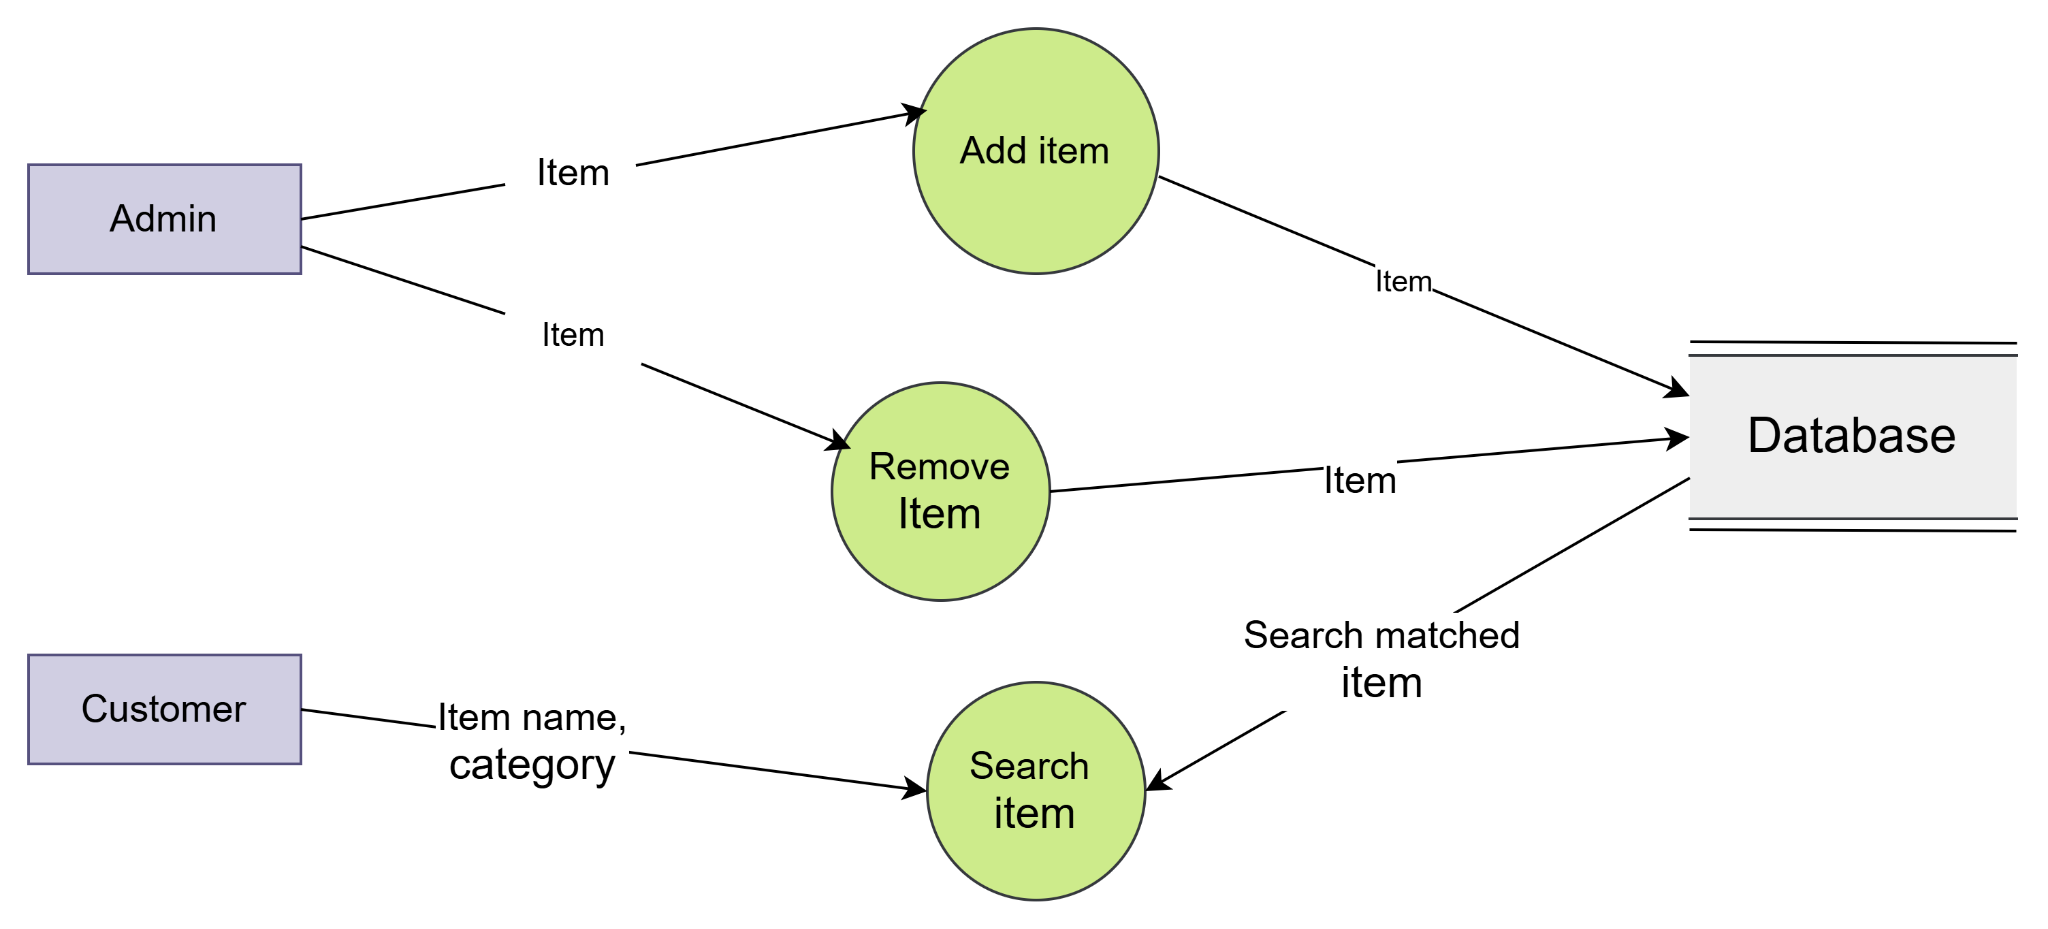 Add item
Item
Admin
Item
Item
Database
Remove
Item
Item
Search matched
item
Customer
Item name,
category
Search
item